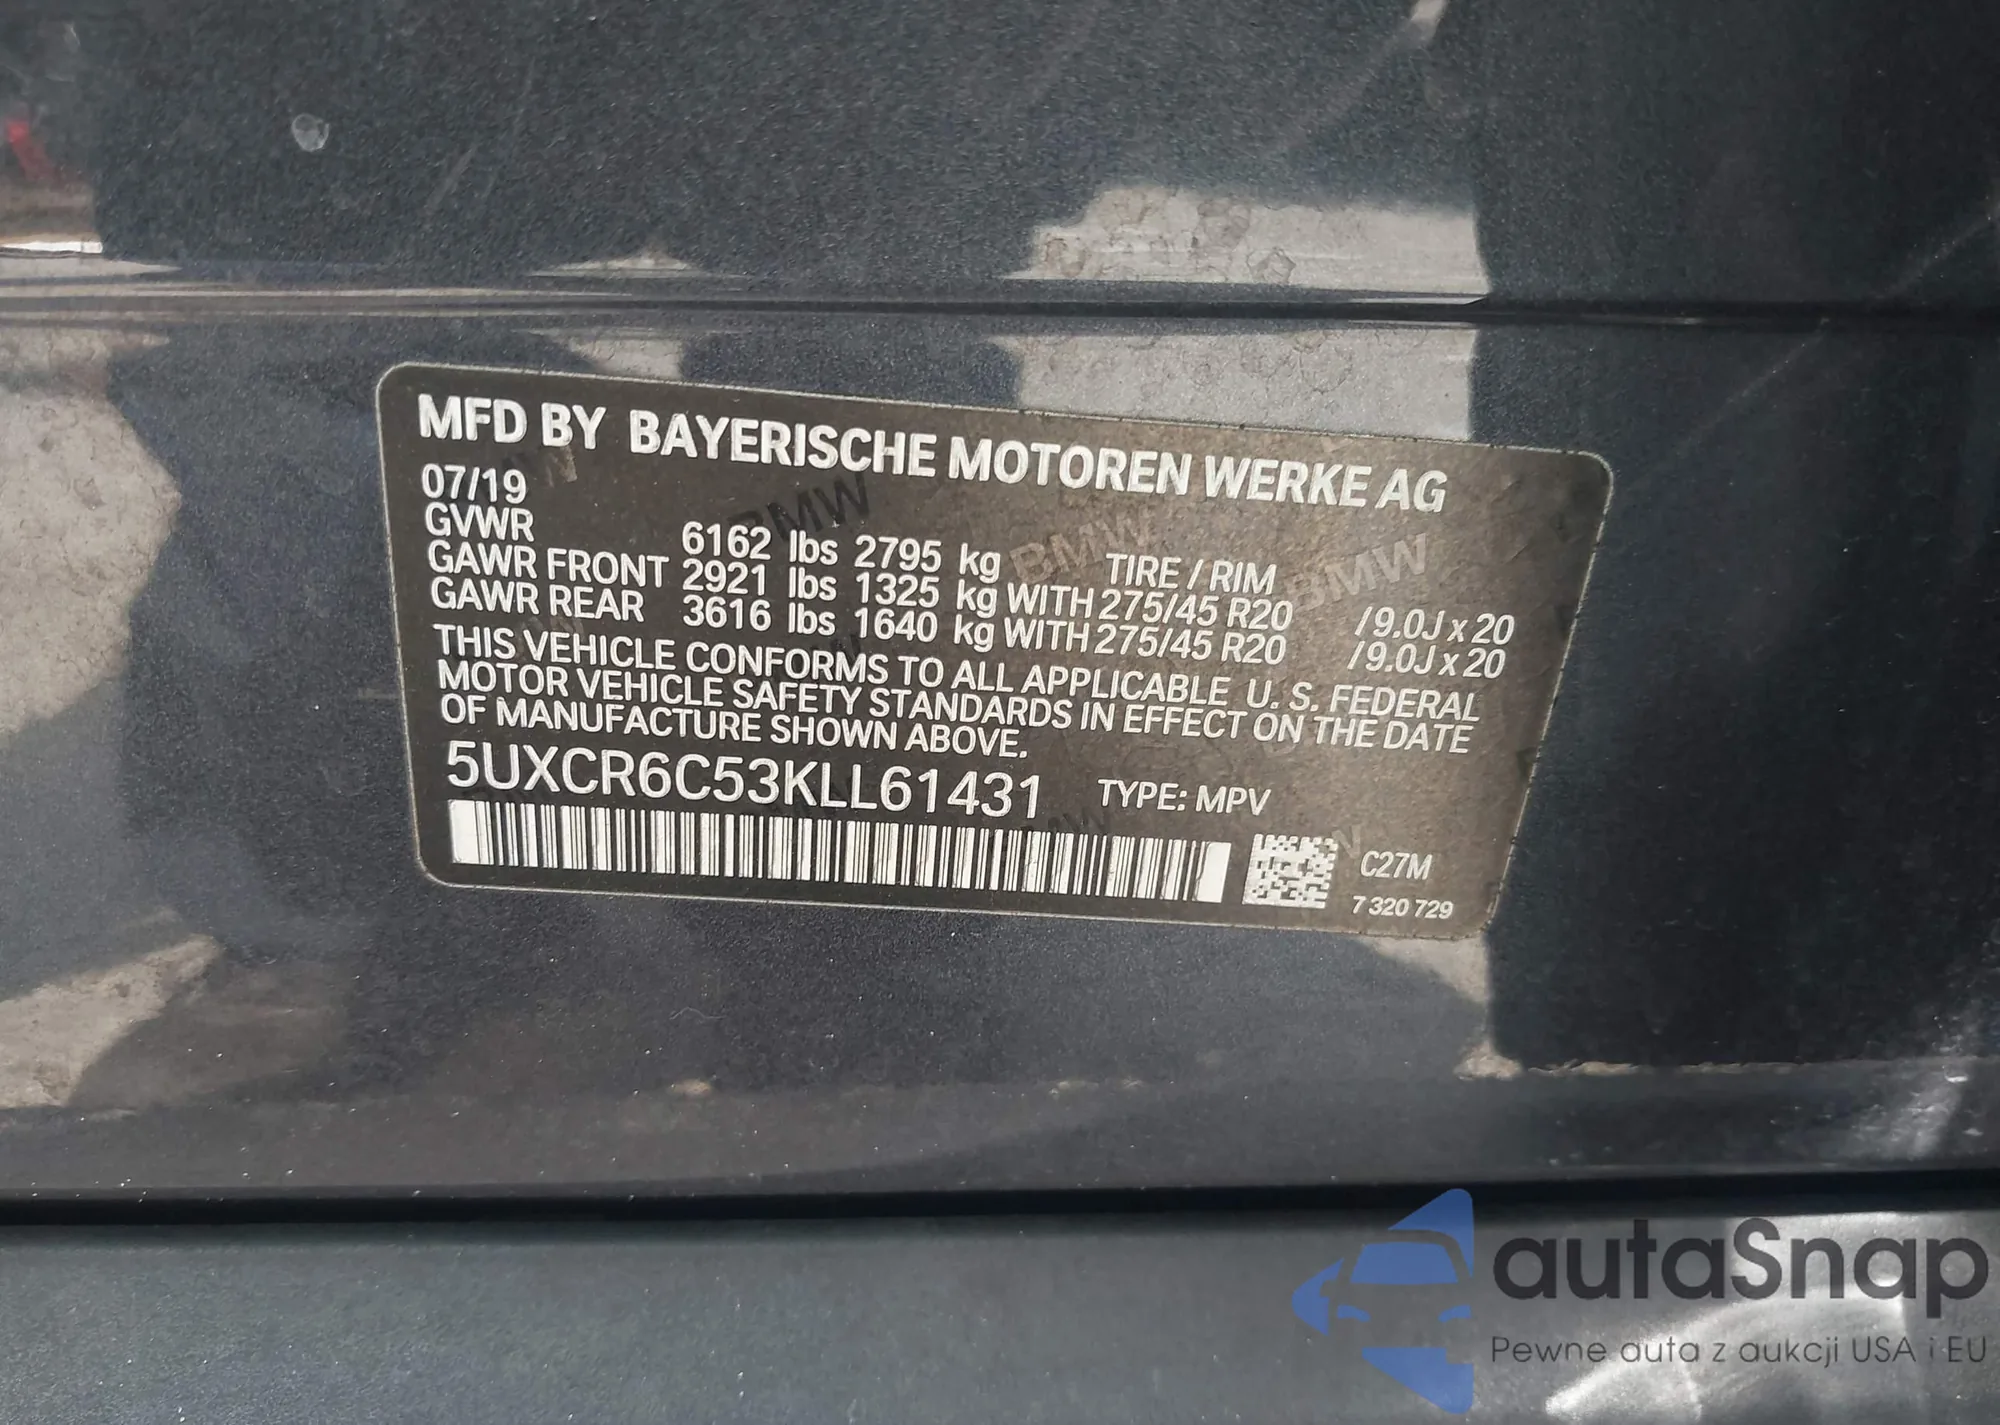 MFD BY BAYERISCHE MOTOREN WERKE AG
07/19
GVWR 6162 lbs 2795 kg TIRE / RIM
GAWR FRONT 2921 lbs 1325 kg WITH 275/45 R20 /9.0J x 20
GAWR REAR 3616 lbs 1640 kg WITH 275/45 R20 /9.0J x 20
THIS VEHICLE CONFORMS TO ALL APPLICABLE U. S. FEDERAL
MOTOR VEHICLE SAFETY STANDARDS IN EFFECT ON THE DATE
OF MANUFACTURE SHOWN ABOVE.
5UXCR6C53KLL61431 TYPE: MPV
C27M
7 320 729
autaSnap
Pewne auta z aukcji USA i EU